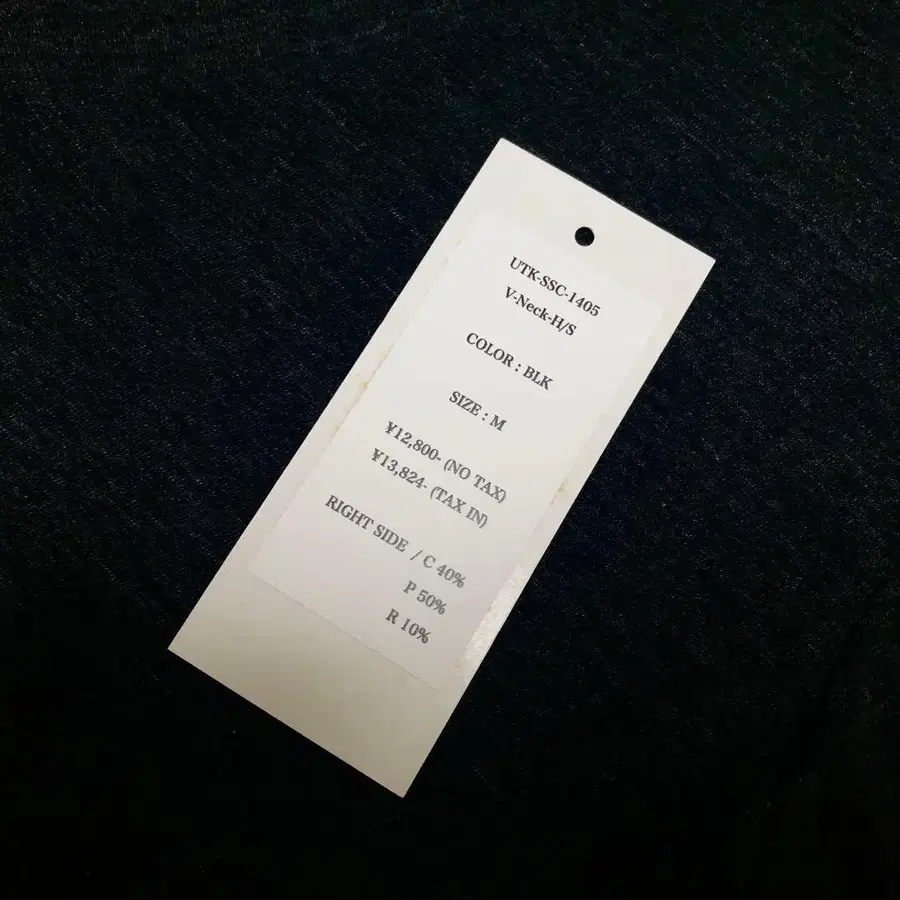 UTK-SSC-1405
V-Neck-H/S
COLOR : BLK
SIZE : M
¥12,800- (NO TAX)
¥13,824- (TAX IN)
RIGHT SIDE / C 40%
P 50%
R 10%